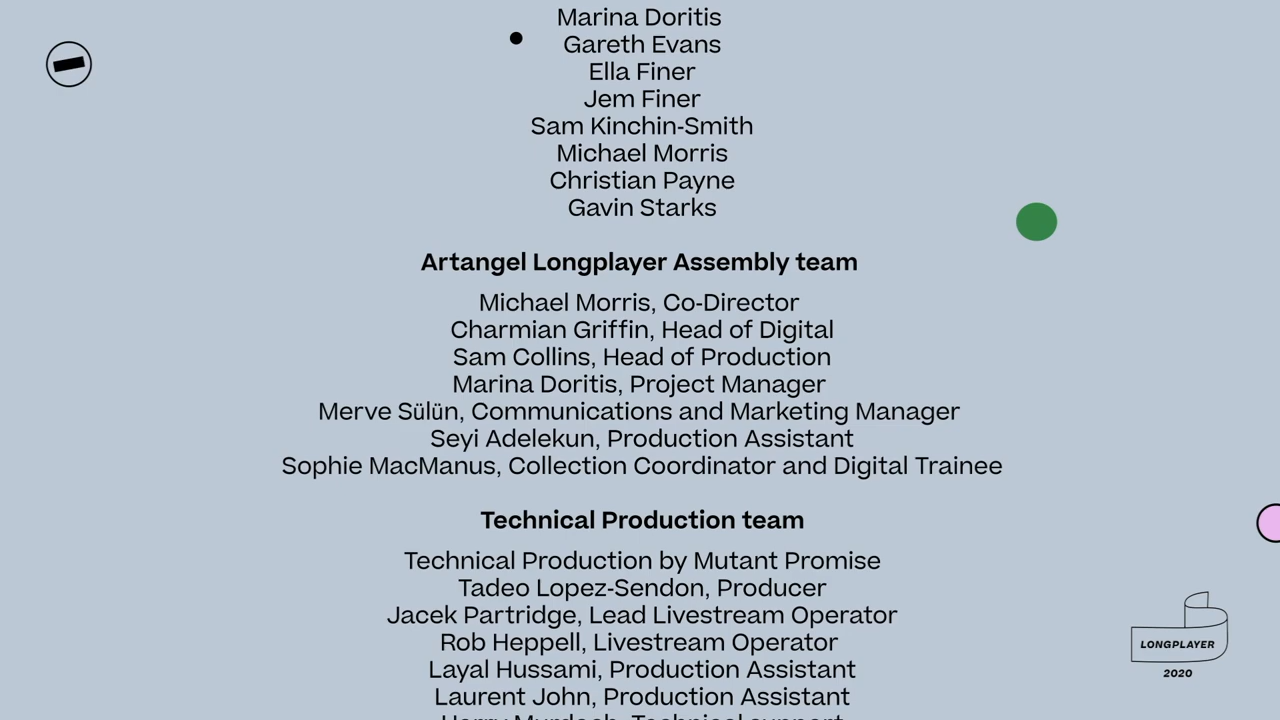 Marina Doritis
Gareth Evans
Ella Finer
Jem Finer
Sam Kinchin-Smith
Michael Morris
Christian Payne
Gavin Starks
Artangel Longplayer Assembly team
Michael Morris, Co-Director
Charmian Griffin, Head of Digital
Sam Collins, Head of Production
Marina Doritis, Project Manager
Merve Sülün, Communications and Marketing Manager
Seyi Adelekun, Production Assistant
Sophie MacManus, Collection Coordinator and Digital Trainee
Technical Production team
Technical Production by Mutant Promise
Tadeo Lopez-Sendon, Producer
Jacek Partridge, Lead Livestream Operator
Rob Heppell, Livestream Operator
Layal Hussami, Production Assistant
Laurent John, Production Assistant
Harry Murdoch, Technical support
LONGPLAYER
2020